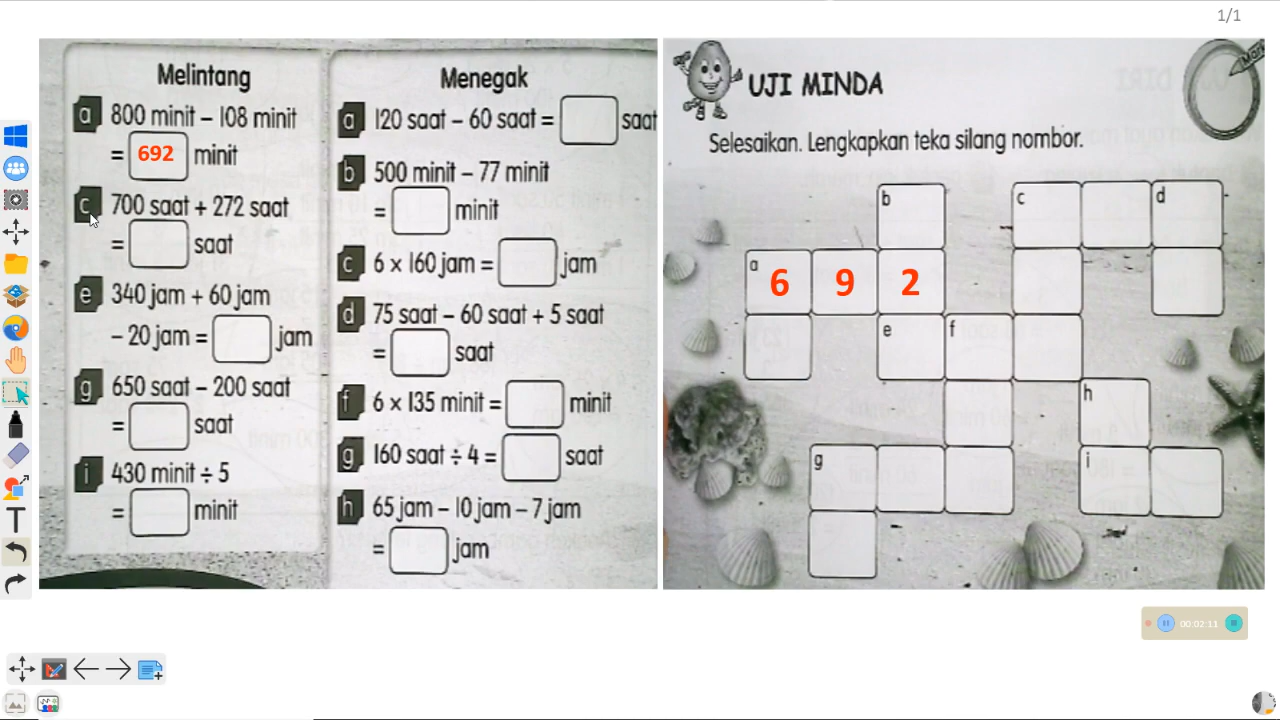 1/1
Melintang
a 800 minit – 108 minit
= 692 minit
c 700 saat + 272 saat
= saat
e 340 jam + 60 jam
– 20 jam = jam
g 650 saat – 200 saat
= saat
i 430 minit ÷ 5
= minit
Menegak
a 120 saat – 60 saat = saat
b 500 minit – 77 minit
= minit
c 6 × 160 jam = jam
d 75 saat – 60 saat + 5 saat
= saat
f 6 × 135 minit = minit
g 160 saat ÷ 4 = saat
h 65 jam – 10 jam – 7 jam
= jam
UJI MINDA
Selesaikan. Lengkapkan teka silang nombor.
b c d
a 6 9 2
e f
h
g i
00:02:11